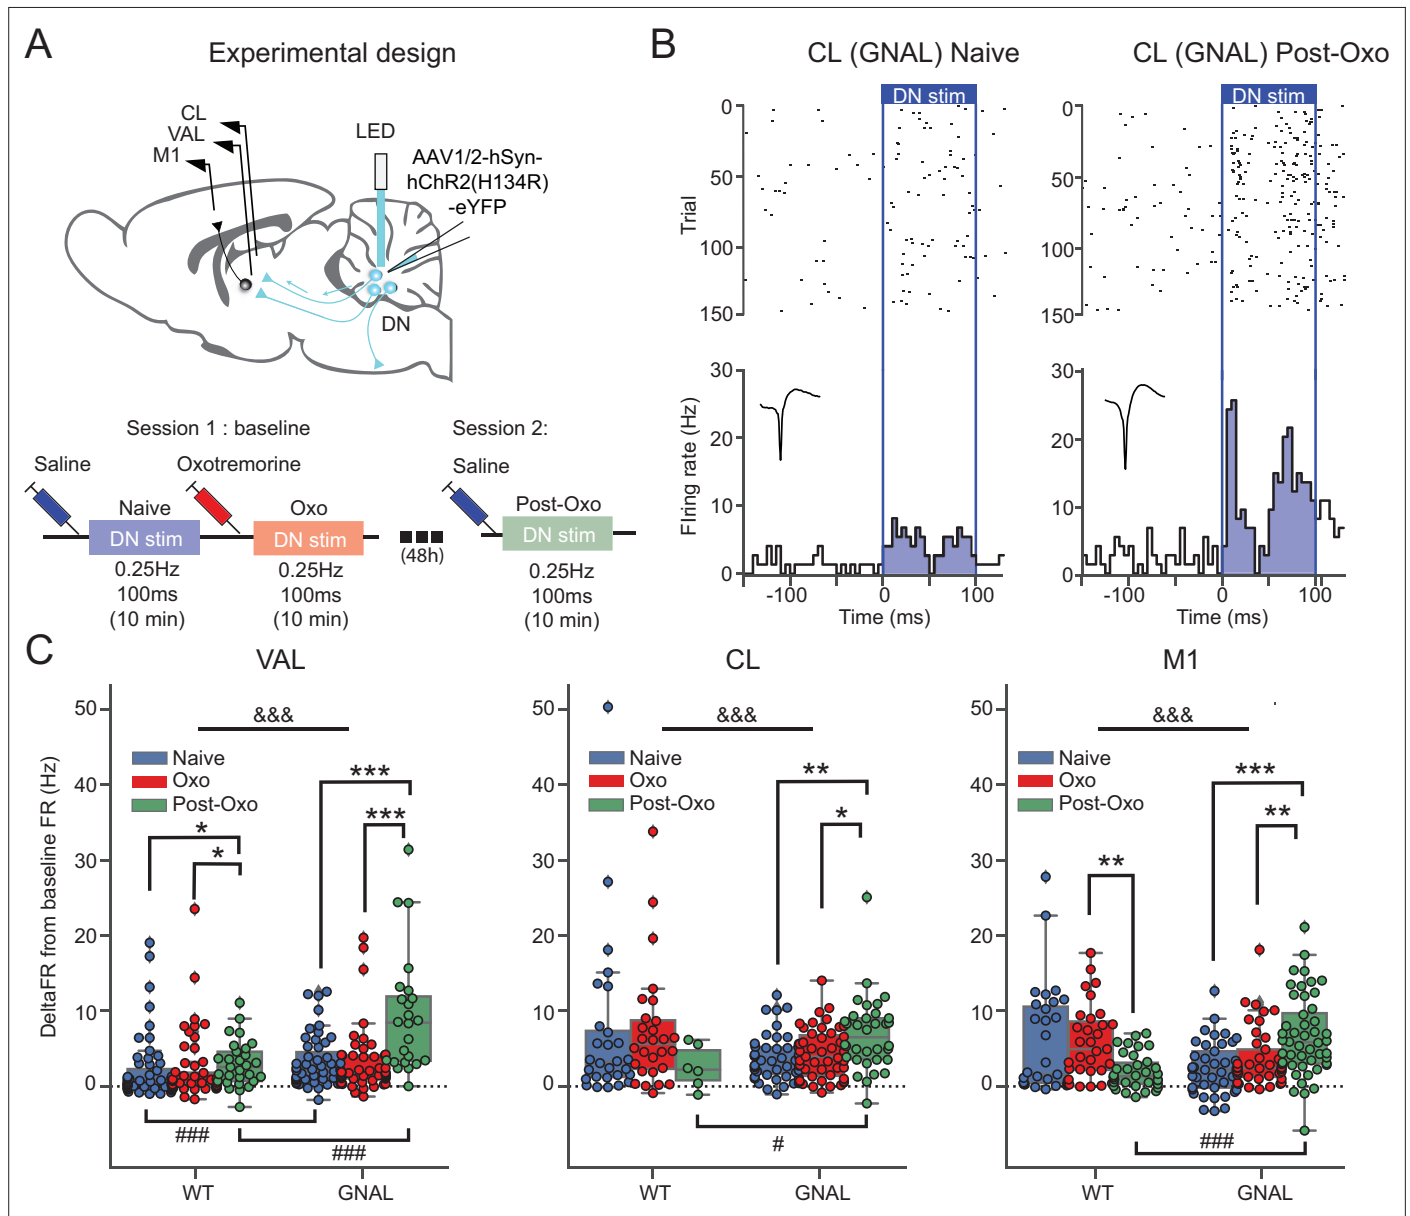 A
Experimental design
CL
VAL
M1
LED
AAV1/2-hSyn-
hChR2(H134R)
-eYFP
DN
Session 1 : baseline
Session 2:
Saline
Oxotremorine
Saline
Naive
Oxo
Post-Oxo
DN stim
DN stim
DN stim
(48h)
0.25Hz
100ms
(10 min)
0.25Hz
100ms
(10 min)
0.25Hz
100ms
(10 min)
B
CL (GNAL) Naive
CL (GNAL) Post-Oxo
DN stim
DN stim
Trial
0
50
100
150
0
50
100
150
FIring rate (Hz)
30
20
10
0
30
20
10
0
-100
0
100
-100
0
100
Time (ms)
Time (ms)
C
VAL
CL
M1
DeltaFR from baseline FR (Hz)
50
40
30
20
10
0
&&&
Naive
Oxo
Post-Oxo
*
*
***
***
###
###
WT
GNAL
50
40
30
20
10
0
&&&
Naive
Oxo
Post-Oxo
**
*
#
WT
GNAL
50
40
30
20
10
0
&&&
Naive
Oxo
Post-Oxo
**
***
**
###
WT
GNAL